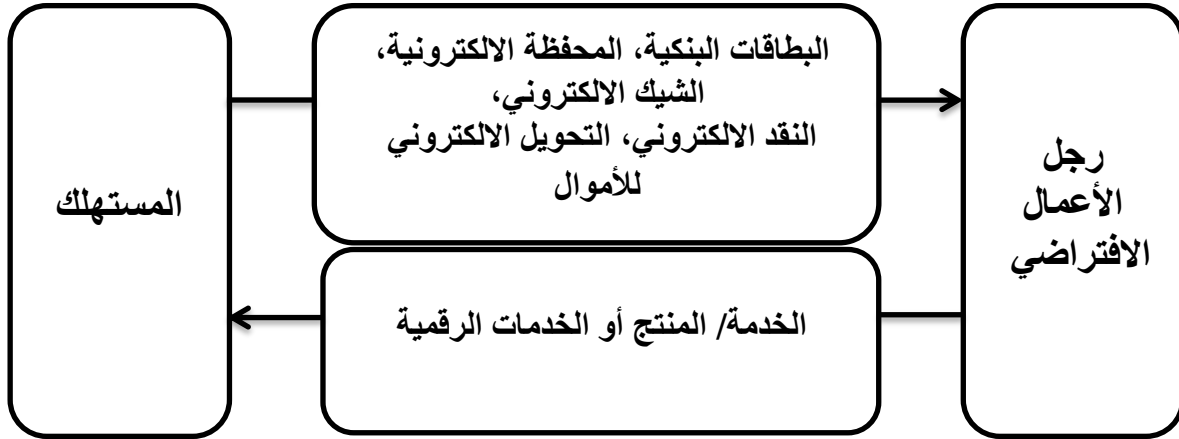 البطاقات البنكية، المحفظة الالكترونية،
الشيك الالكتروني،
النقد الالكتروني، التحويل الالكتروني
للأموال
رجل
الأعمال
الافتراضي
المستهلك
الخدمة/ المنتج أو الخدمات الرقمية